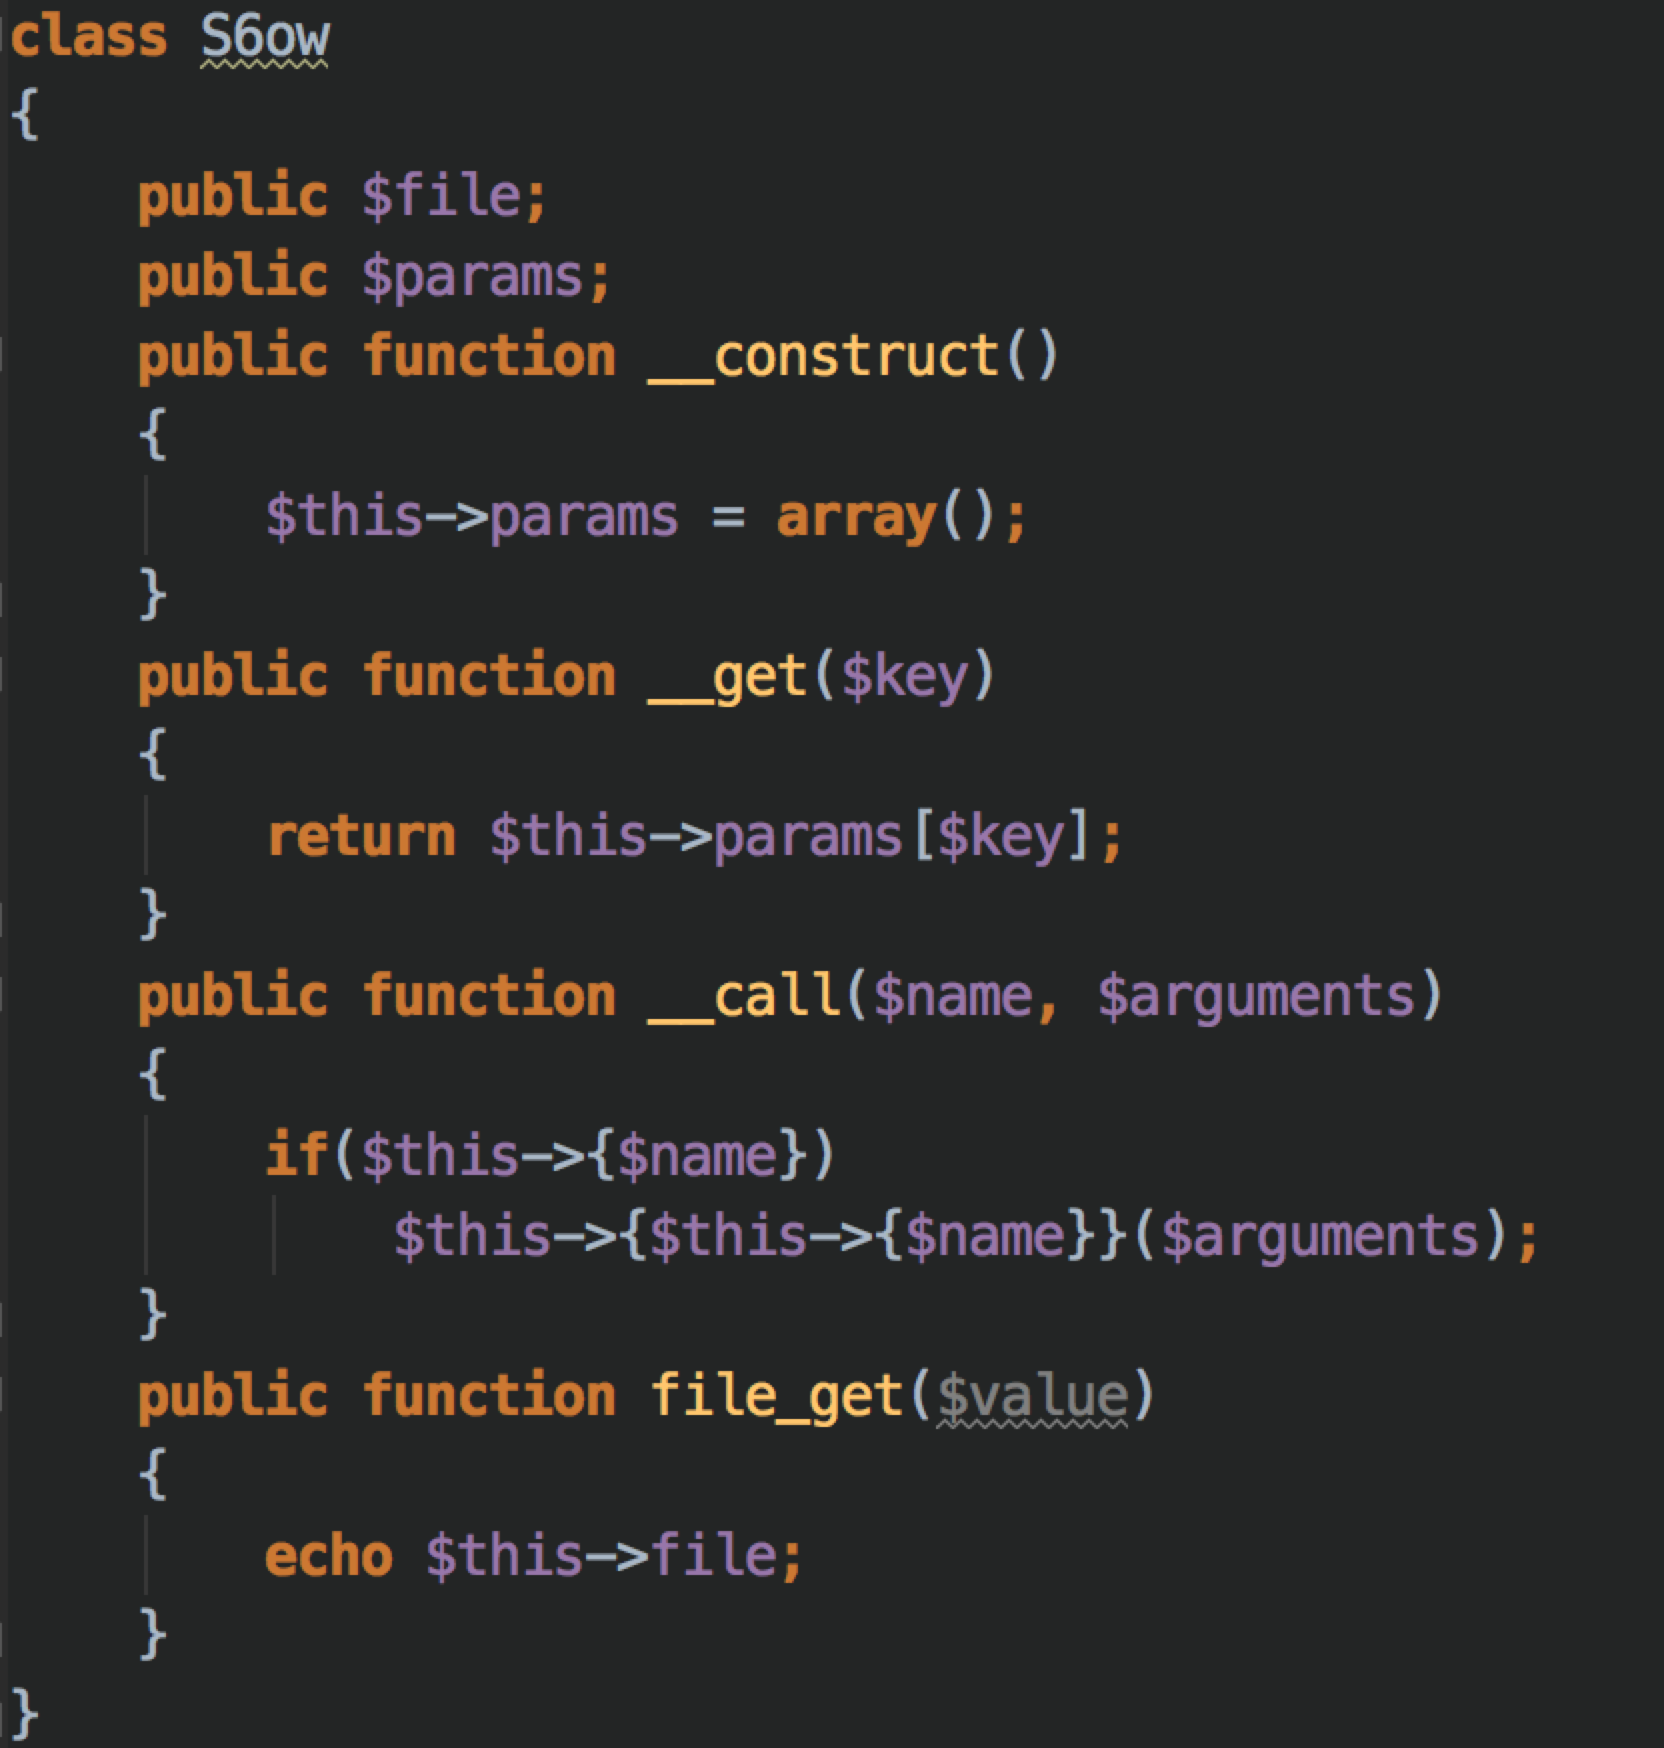 class S6ow
{
    public $file;
    public $params;
    public function __construct()
    {
        $this->params = array();
    }
    public function __get($key)
    {
        return $this->params[$key];
    }
    public function __call($name, $arguments)
    {
        if($this->{$name})
            $this->{$this->{$name}}($arguments);
    }
    public function file_get($value)
    {
        echo $this->file;
    }
}